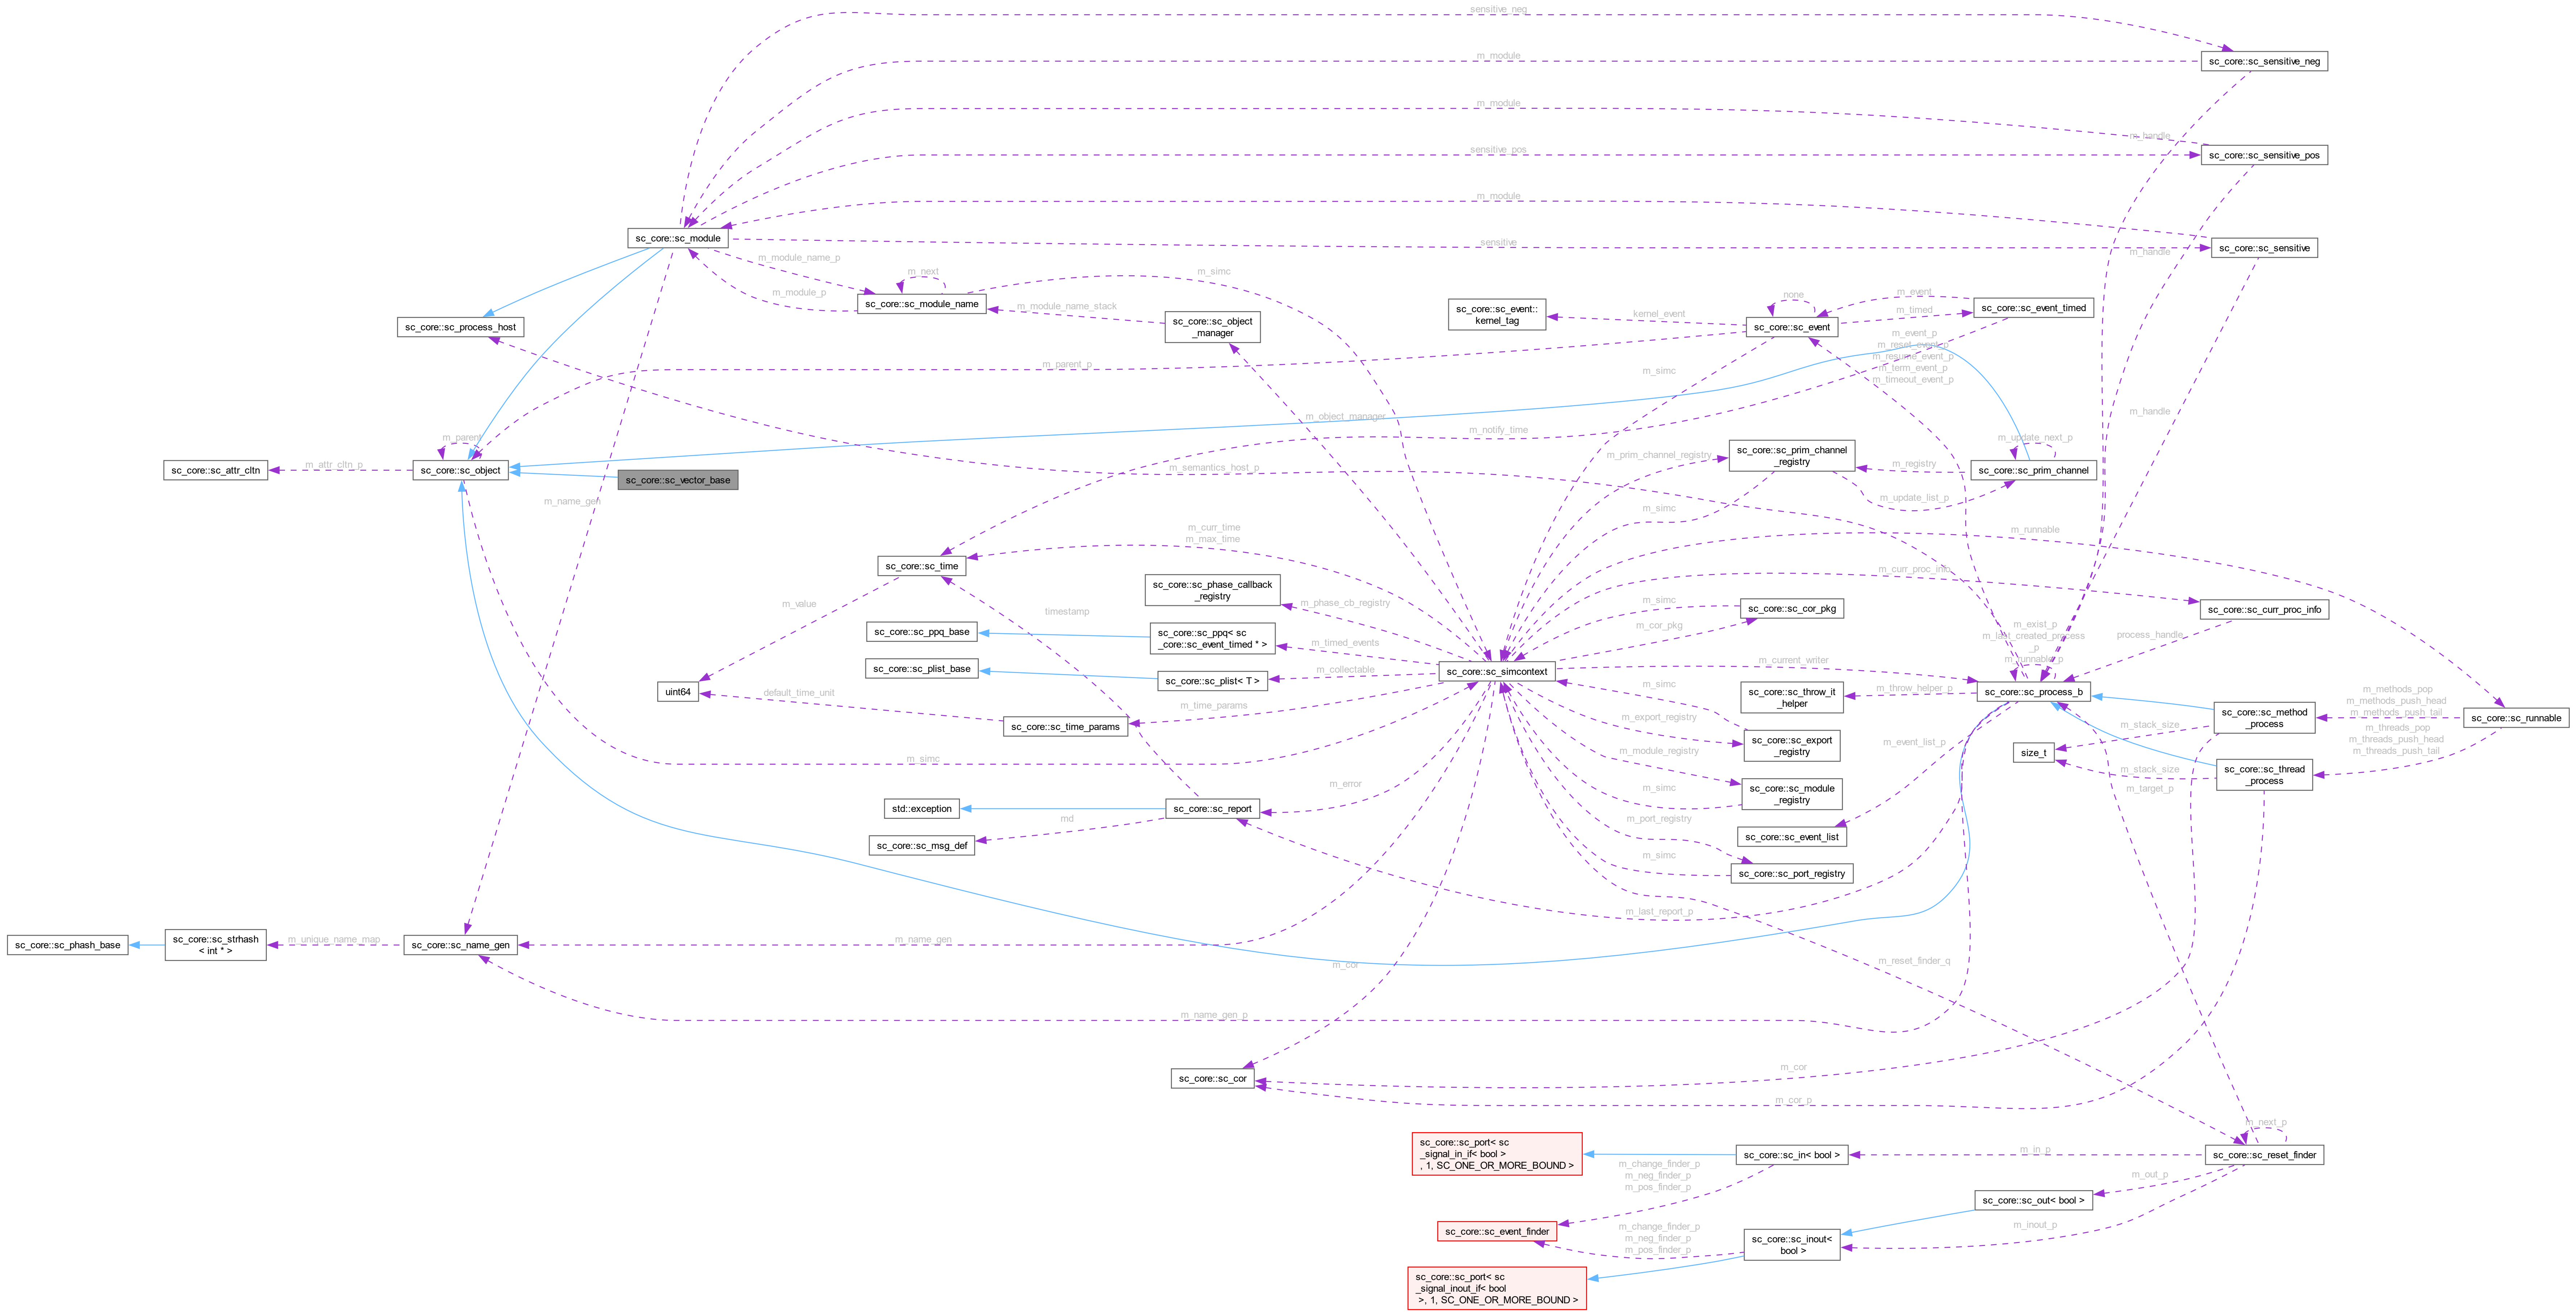 sensitive_neg
m_module
sc_core::sc_sensitive_neg
m_module
m_handle
sensitive_pos
sc_core::sc_sensitive_pos
m_module
sc_core::sc_module
sensitive
sc_core::sc_sensitive
m_handle
m_module_name_p
m_next
m_simc
m_module_p
sc_core::sc_module_name
m_module_name_stack
sc_core::sc_process_host
sc_core::sc_object
_manager
sc_core::sc_event::
kernel_tag
kernel_event
none
sc_core::sc_event
m_event
m_timed
sc_core::sc_event_timed
m_event_p
m_reset_event_p
m_resume_event_p
m_term_event_p
m_timeout_event_p
m_parent_p
m_simc
m_handle
m_object_manager
m_notify_time
m_parent
sc_core::sc_attr_cltn
m_attr_cltn_p
sc_core::sc_object
sc_core::sc_vector_base
m_semantics_host_p
m_prim_channel_registry
sc_core::sc_prim_channel
_registry
m_registry
m_update_next_p
sc_core::sc_prim_channel
m_update_list_p
m_name_gen
m_simc
m_curr_time
m_max_time
m_runnable
sc_core::sc_time
sc_core::sc_phase_callback
_registry
m_phase_cb_registry
m_curr_proc_info
m_simc
sc_core::sc_cor_pkg
sc_core::sc_curr_proc_info
m_value
timestamp
m_cor_pkg
sc_core::sc_ppq_base
sc_core::sc_ppq< sc
_core::sc_event_timed * >
m_timed_events
m_exist_p
m_last_created_process
_p
m_runnable_p
process_handle
sc_core::sc_plist_base
sc_core::sc_plist< T >
m_collectable
sc_core::sc_simcontext
m_current_writer
m_simc
uint64
default_time_unit
m_time_params
sc_core::sc_throw_it
_helper
m_throw_helper_p
sc_core::sc_process_b
m_methods_pop
m_methods_push_head
m_methods_push_tail
sc_core::sc_method
_process
sc_core::sc_runnable
sc_core::sc_time_params
m_export_registry
m_stack_size
m_threads_pop
m_threads_push_head
m_threads_push_tail
sc_core::sc_export
_registry
m_event_list_p
size_t
m_simc
m_module_registry
m_stack_size
sc_core::sc_thread
_process
m_error
m_simc
sc_core::sc_module
_registry
m_target_p
std::exception
sc_core::sc_report
md
m_port_registry
sc_core::sc_event_list
sc_core::sc_msg_def
m_simc
sc_core::sc_port_registry
m_last_report_p
sc_core::sc_phash_base
sc_core::sc_strhash
< int * >
m_unique_name_map
sc_core::sc_name_gen
m_name_gen
m_cor
m_reset_finder_q
m_name_gen_p
sc_core::sc_cor
m_cor
m_cor_p
m_next_p
sc_core::sc_port< sc
_signal_in_if< bool >
, 1, SC_ONE_OR_MORE_BOUND >
sc_core::sc_in< bool >
m_in_p
sc_core::sc_reset_finder
m_change_finder_p
m_neg_finder_p
m_pos_finder_p
m_out_p
sc_core::sc_out< bool >
sc_core::sc_event_finder
m_change_finder_p
m_neg_finder_p
m_pos_finder_p
m_inout_p
sc_core::sc_inout<
bool >
sc_core::sc_port< sc
_signal_inout_if< bool
>, 1, SC_ONE_OR_MORE_BOUND >